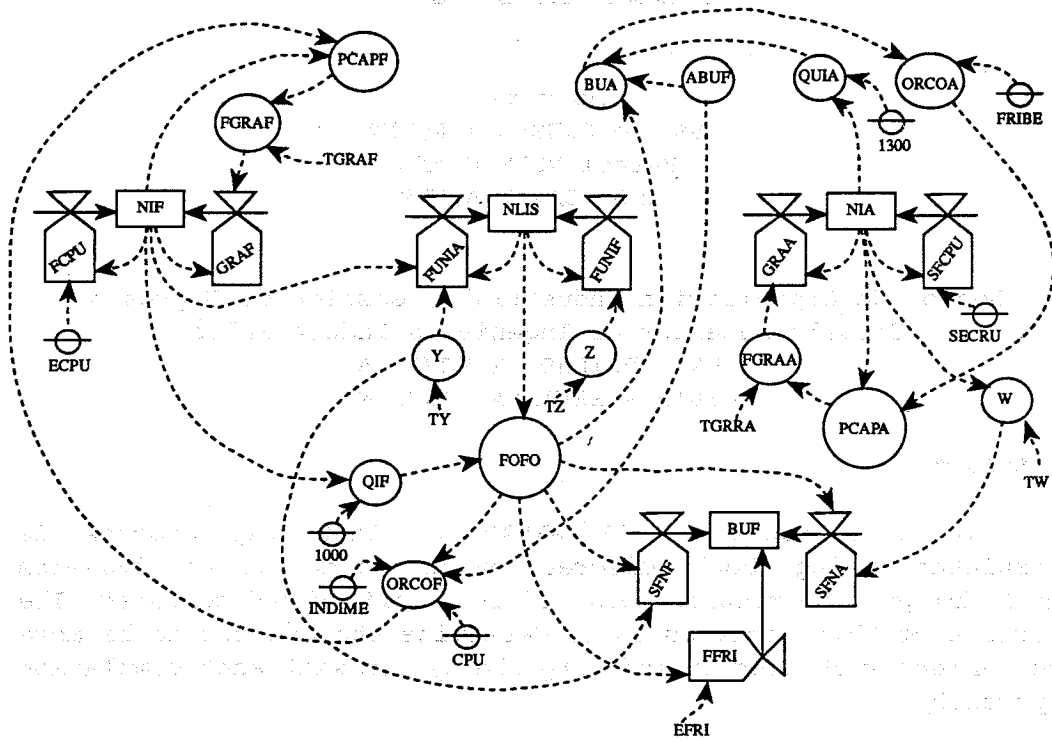 PCAPF
BUA
ABUF
QUIA
ORCOA
FRIBE
FGRAF
TGRAF
1300
NIF
NLIS
NIA
FCPU
GRAF
FUNIA
FUNIF
GRAA
SFCPU
ECPU
SECRU
Y
Z
FGRAA
TY
TZ
TGRRA
PCAPA
W
TW
QIF
FOFO
1000
BUF
INDIME
ORCOF
SFNF
SFNA
CPU
FFRI
EFRI